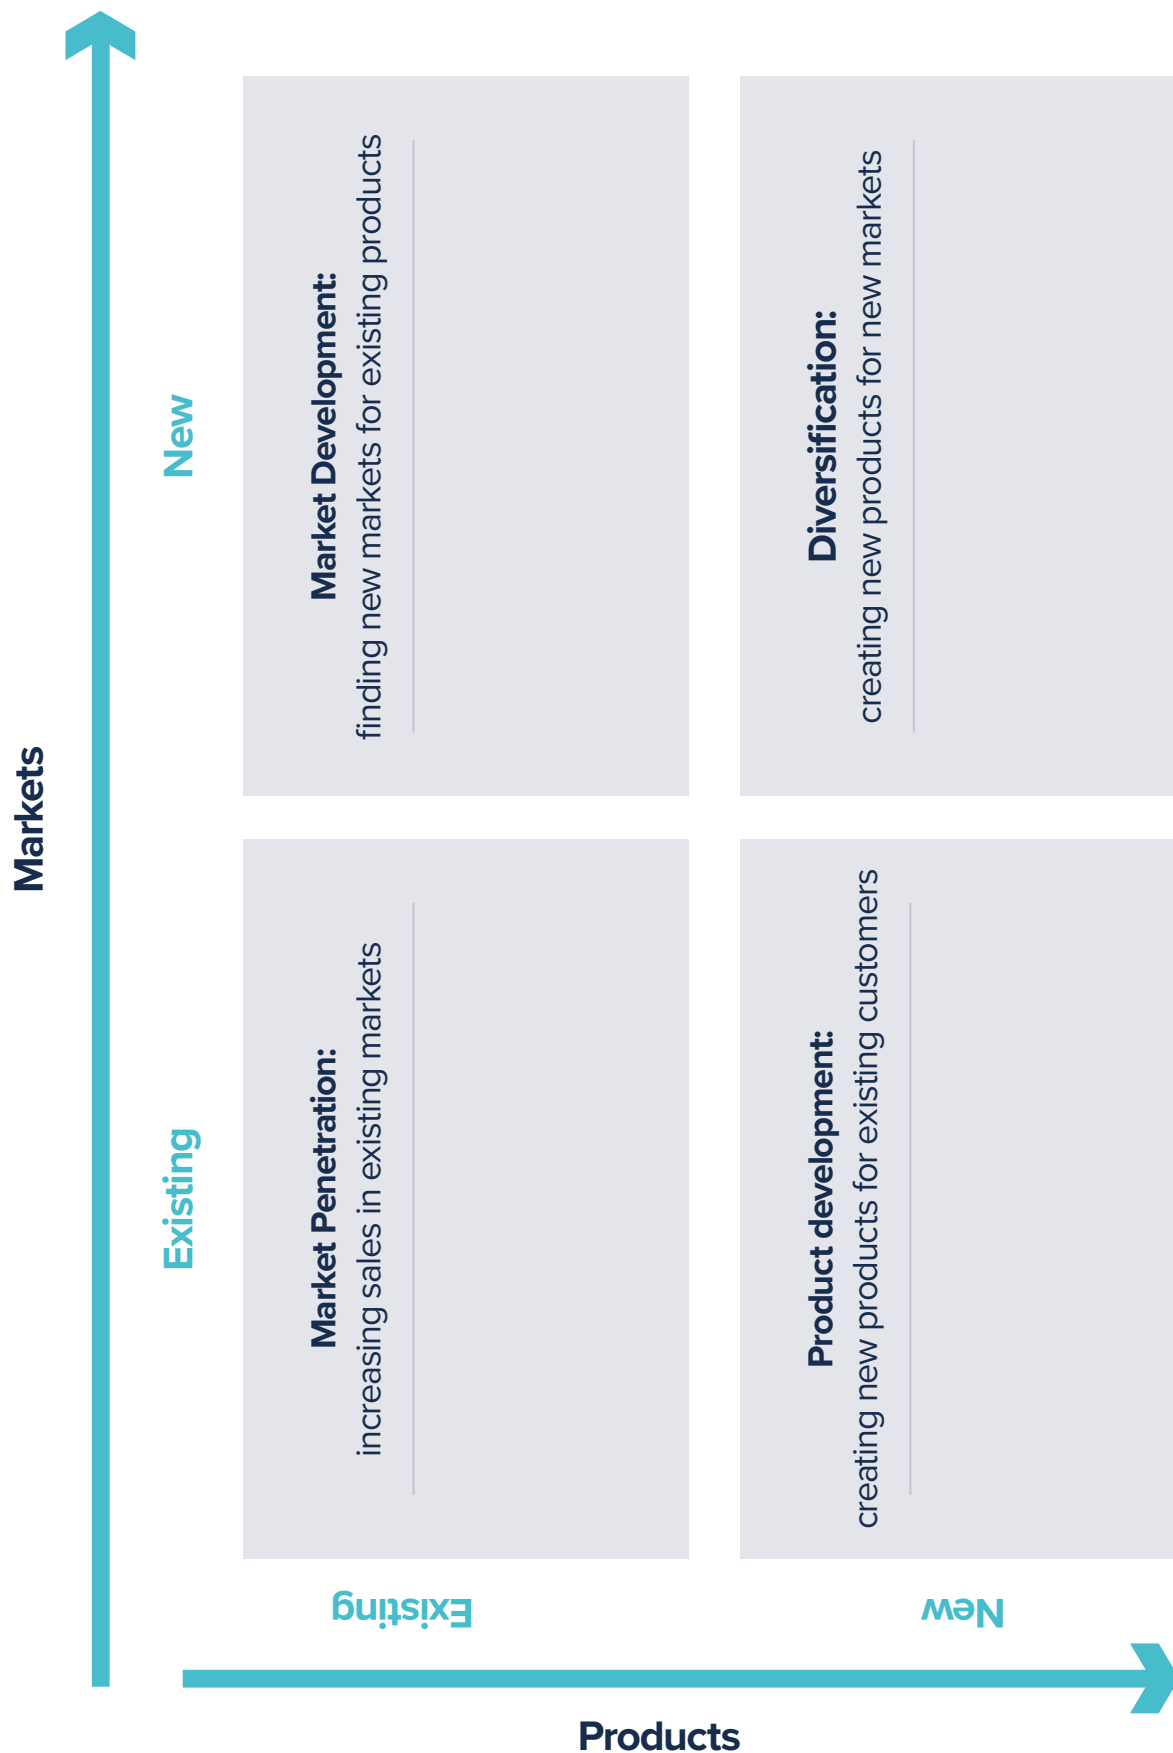 Markets
Existing
New
Market Penetration:
increasing sales in existing markets
Market Development:
finding new markets for existing products
Product development:
creating new products for existing customers
Diversification:
creating new products for new markets
Existing
New
Products